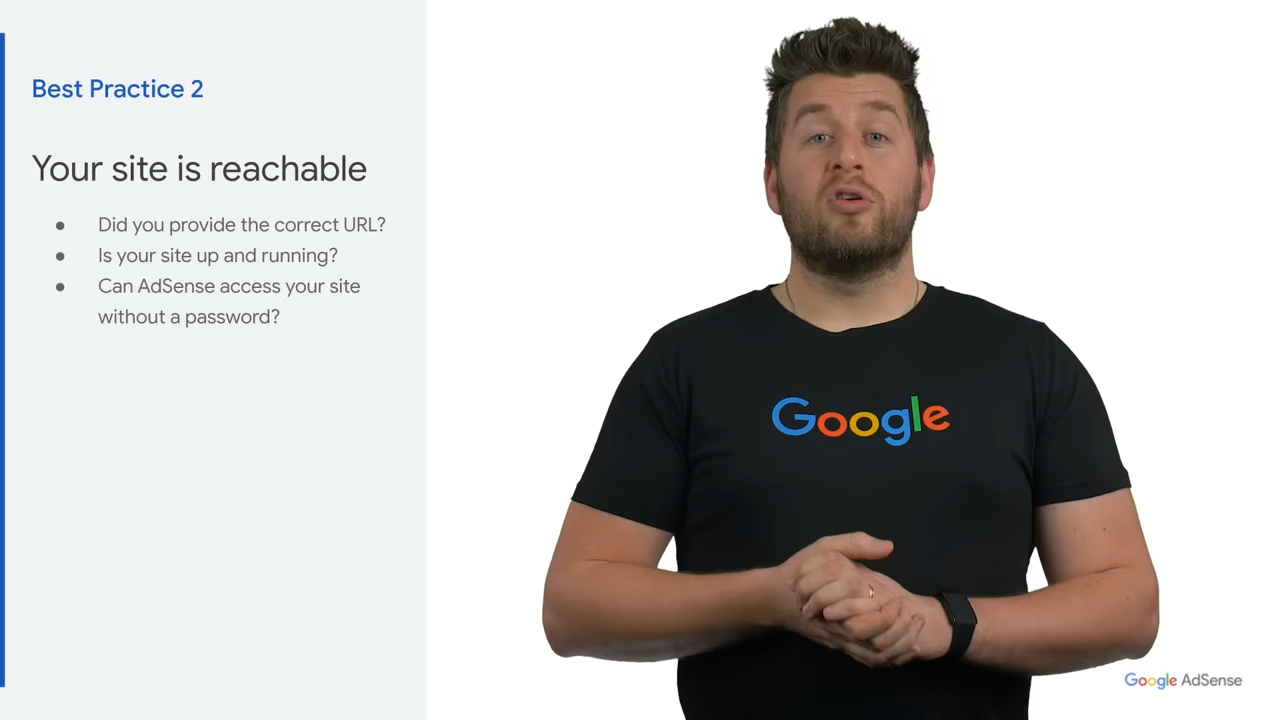 Best Practice 2
Your site is reachable
● Did you provide the correct URL?
● Is your site up and running?
● Can AdSense access your site
without a password?
Google
Google AdSense